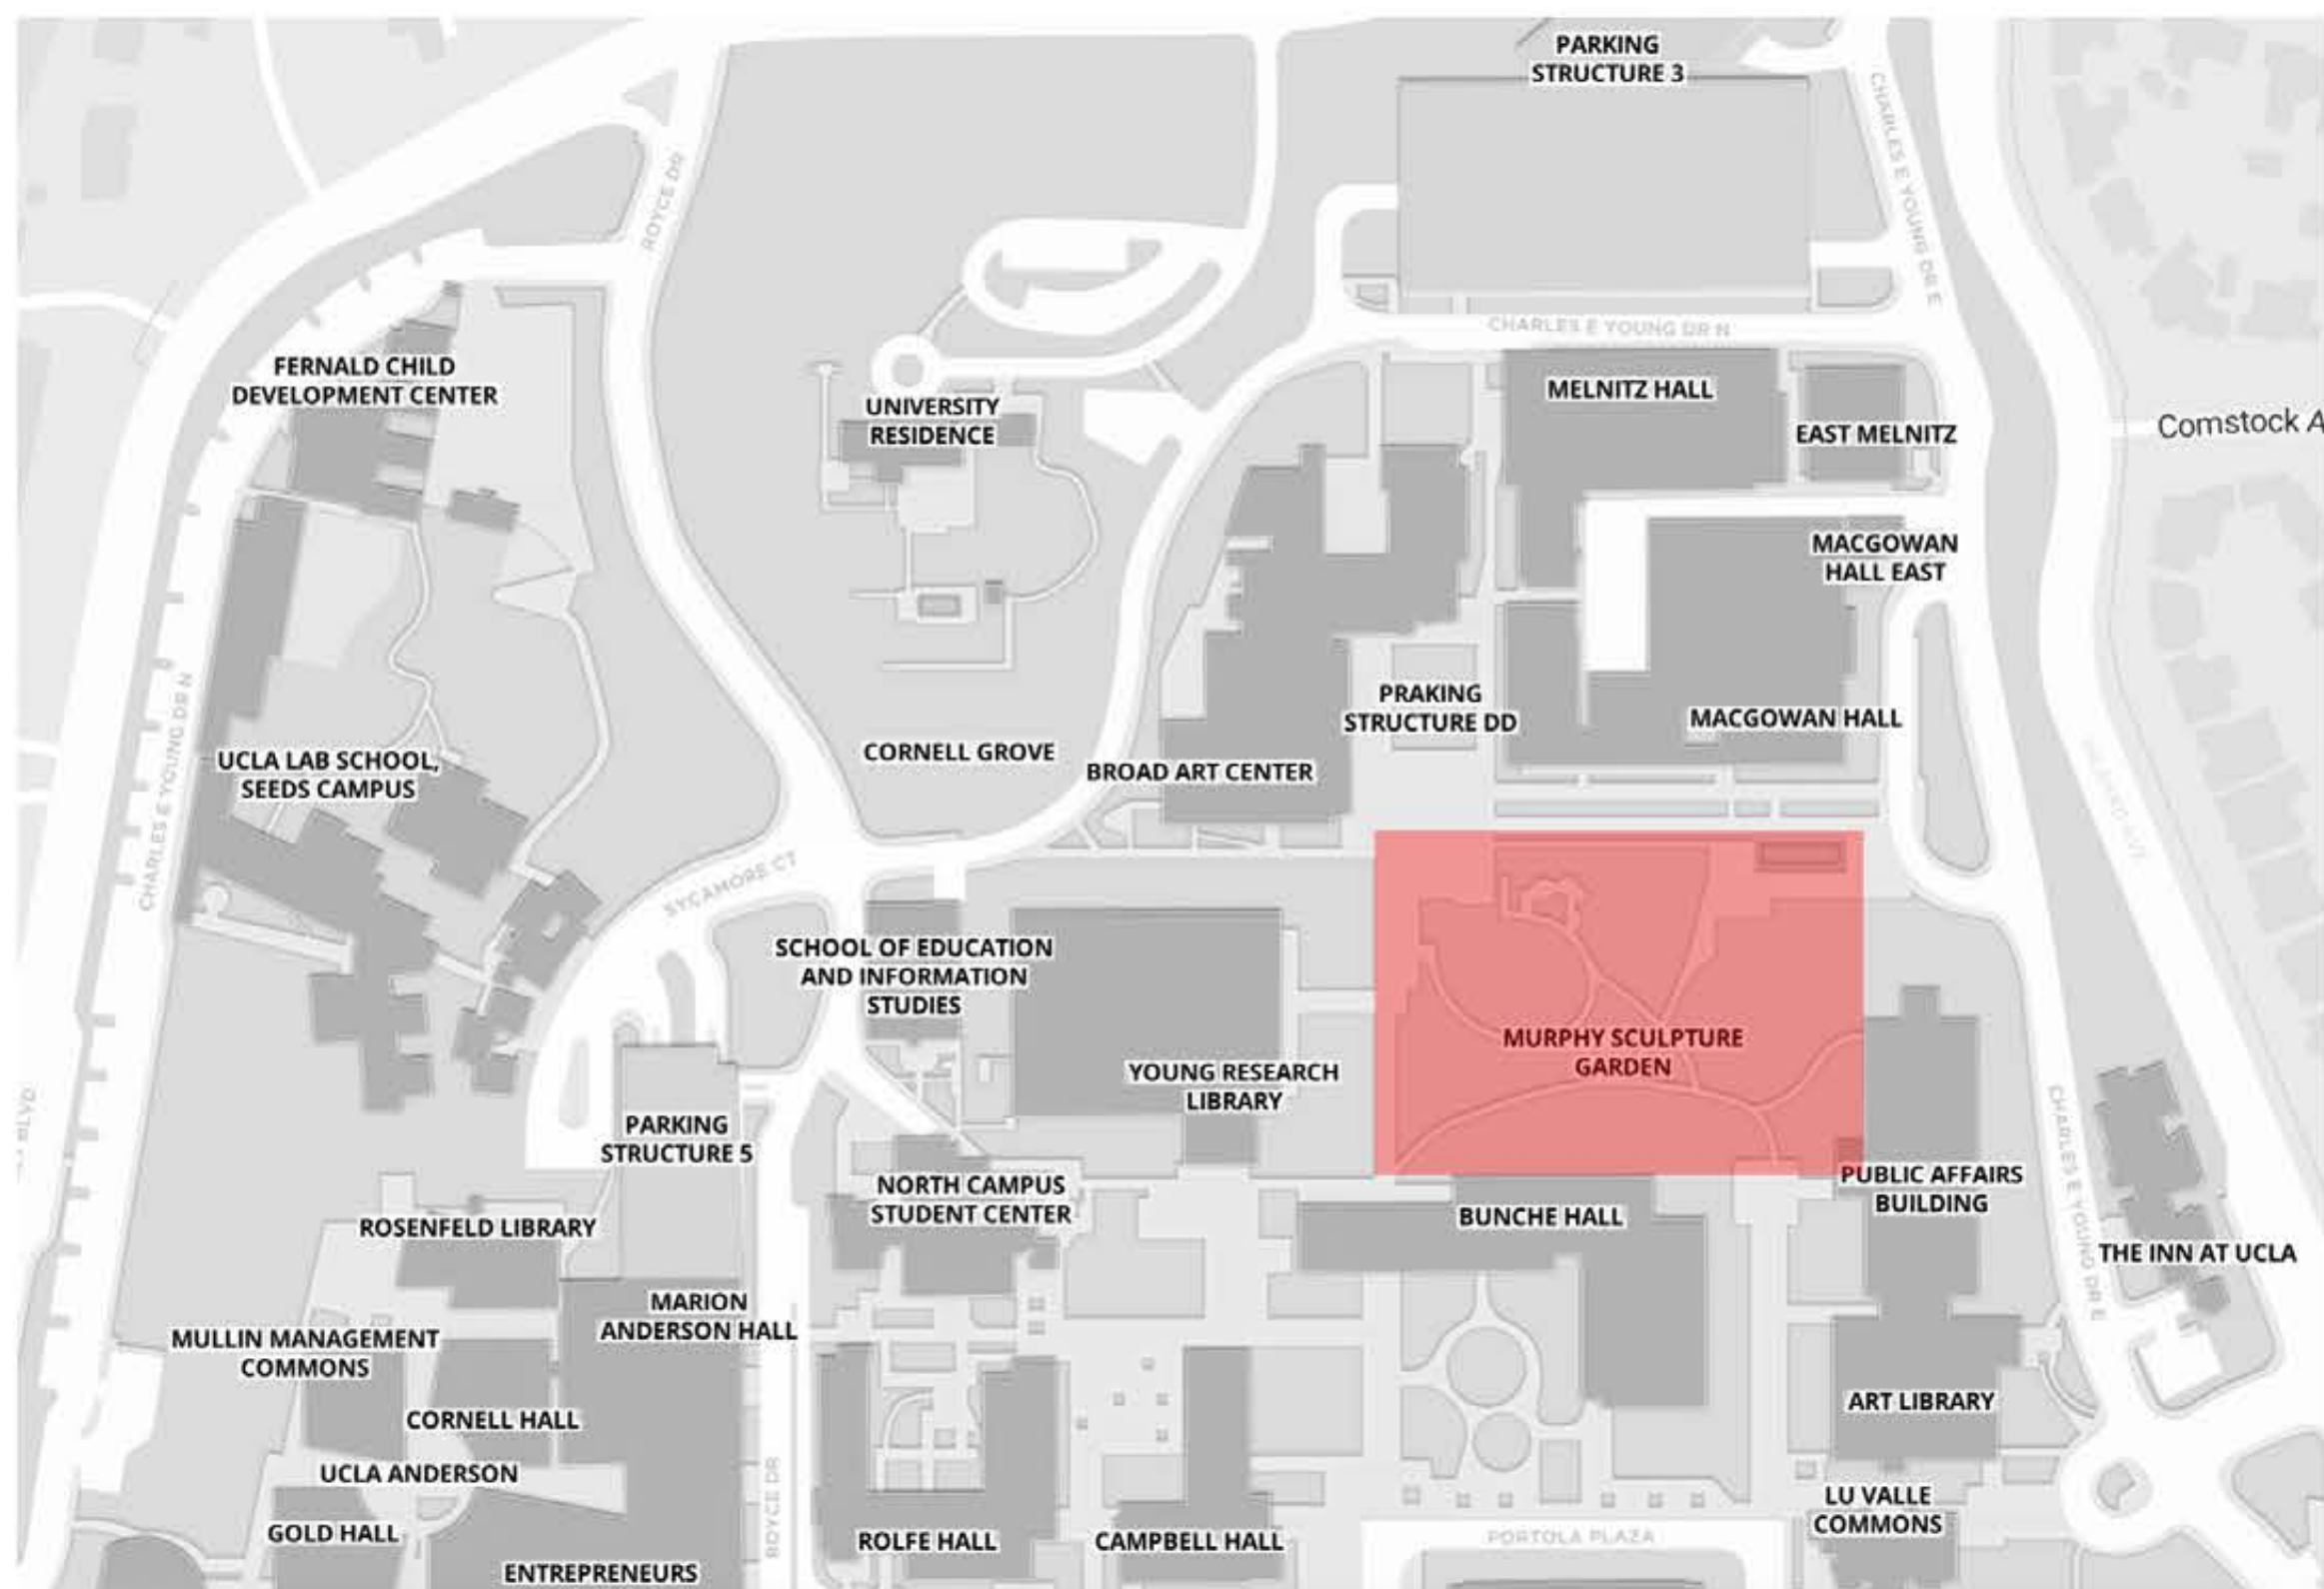 PARKING
STRUCTURE 3
CHARLES E YOUNG DR E
ROYCE DR
CHARLES E YOUNG DR N
FERNALD CHILD
DEVELOPMENT CENTER
UNIVERSITY
RESIDENCE
MELNITZ HALL
EAST MELNITZ
Comstock A
MACGOWAN
HALL EAST
PRAKING
STRUCTURE DD
MACGOWAN HALL
CORNELL GROVE
BROAD ART CENTER
UCLA LAB SCHOOL,
SEEDS CAMPUS
CHARLES E YOUNG DR N
SYCAMORE CT
SCHOOL OF EDUCATION
AND INFORMATION
STUDIES
YOUNG RESEARCH
LIBRARY
MURPHY SCULPTURE
GARDEN
BLVD
PARKING
STRUCTURE 5
NORTH CAMPUS
STUDENT CENTER
BUNCHE HALL
PUBLIC AFFAIRS
BUILDING
CHARLES E YOUNG DR E
THE INN AT UCLA
ROSENFELD LIBRARY
MARION
ANDERSON HALL
MULLIN MANAGEMENT
COMMONS
CORNELL HALL
ART LIBRARY
UCLA ANDERSON
GOLD HALL
ENTREPRENEURS
ROYCE DR
ROLFE HALL
CAMPBELL HALL
PORTOLA PLAZA
LU VALLE
COMMONS